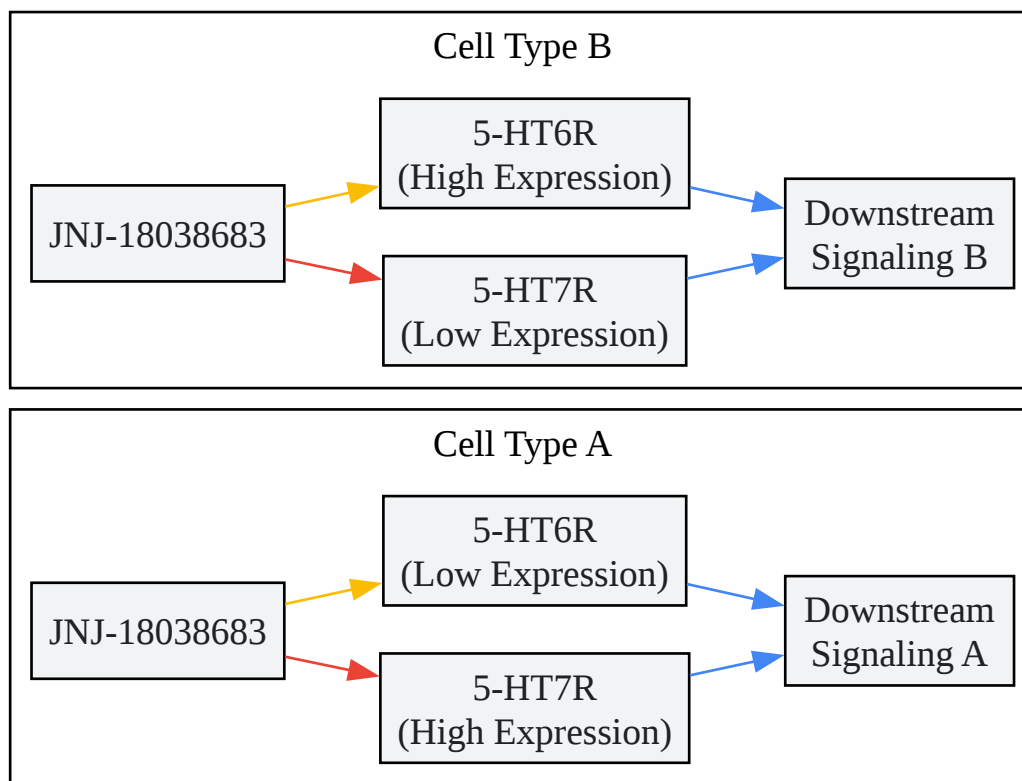 Cell Type B
5-HT6R
(High Expression)
JNJ-18038683
Downstream
Signaling B
5-HT7R
(Low Expression)
Cell Type A
5-HT6R
(Low Expression)
JNJ-18038683
Downstream
Signaling A
5-HT7R
(High Expression)